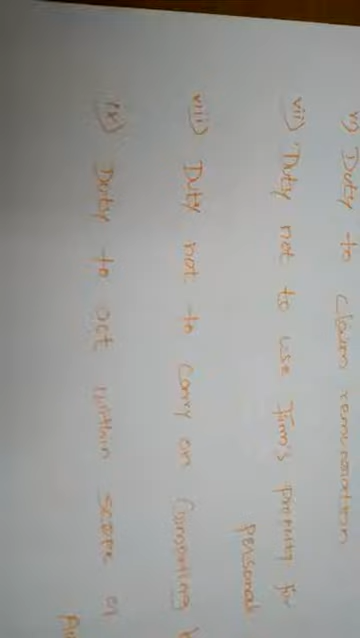 v) Duty to claim remuneration
vii) Duty not to use Firm's property for
personal
viii) Duty not to carry on Competing
ix) Duty to act within scope of